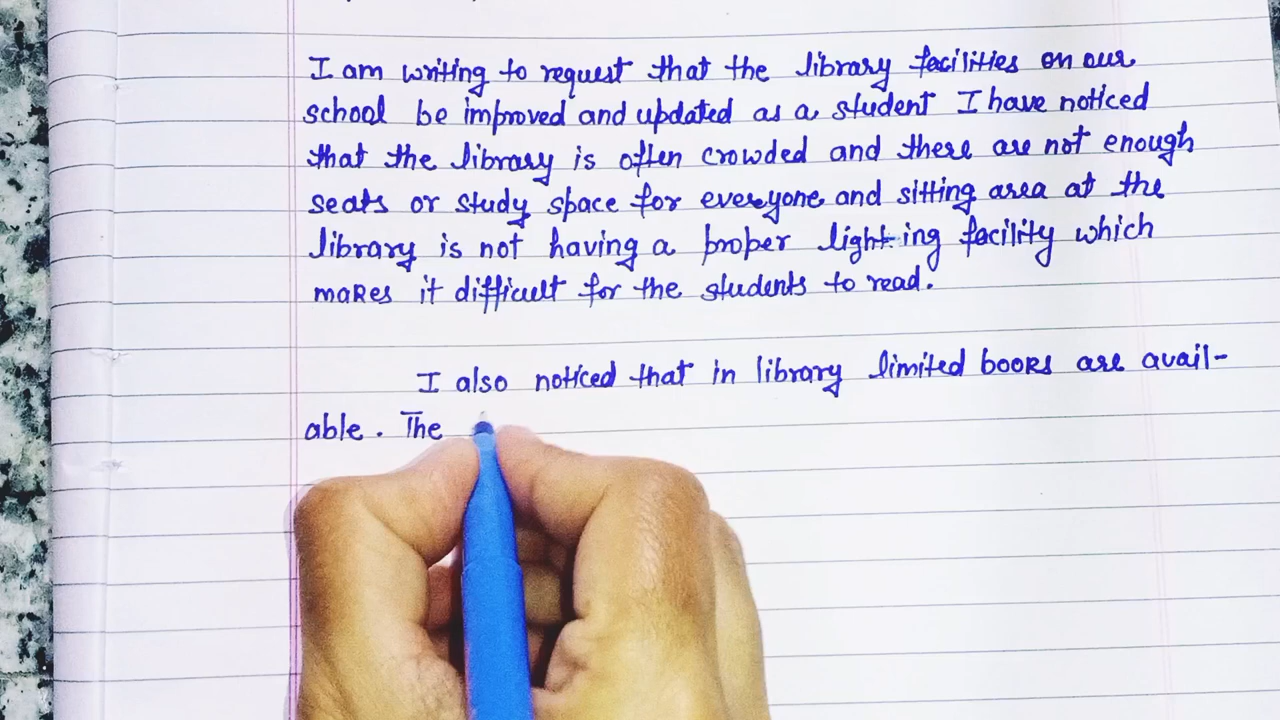 I am writing to request that the library facilities on our
school be improved and updated as a student I have noticed
that the library is often crowded and there are not enough
seats or study space for everyone and sitting area at the
library is not having a proper light-ing facility which
makes it difficult for the students to read.
I also noticed that in library limited books are avail-
able. The